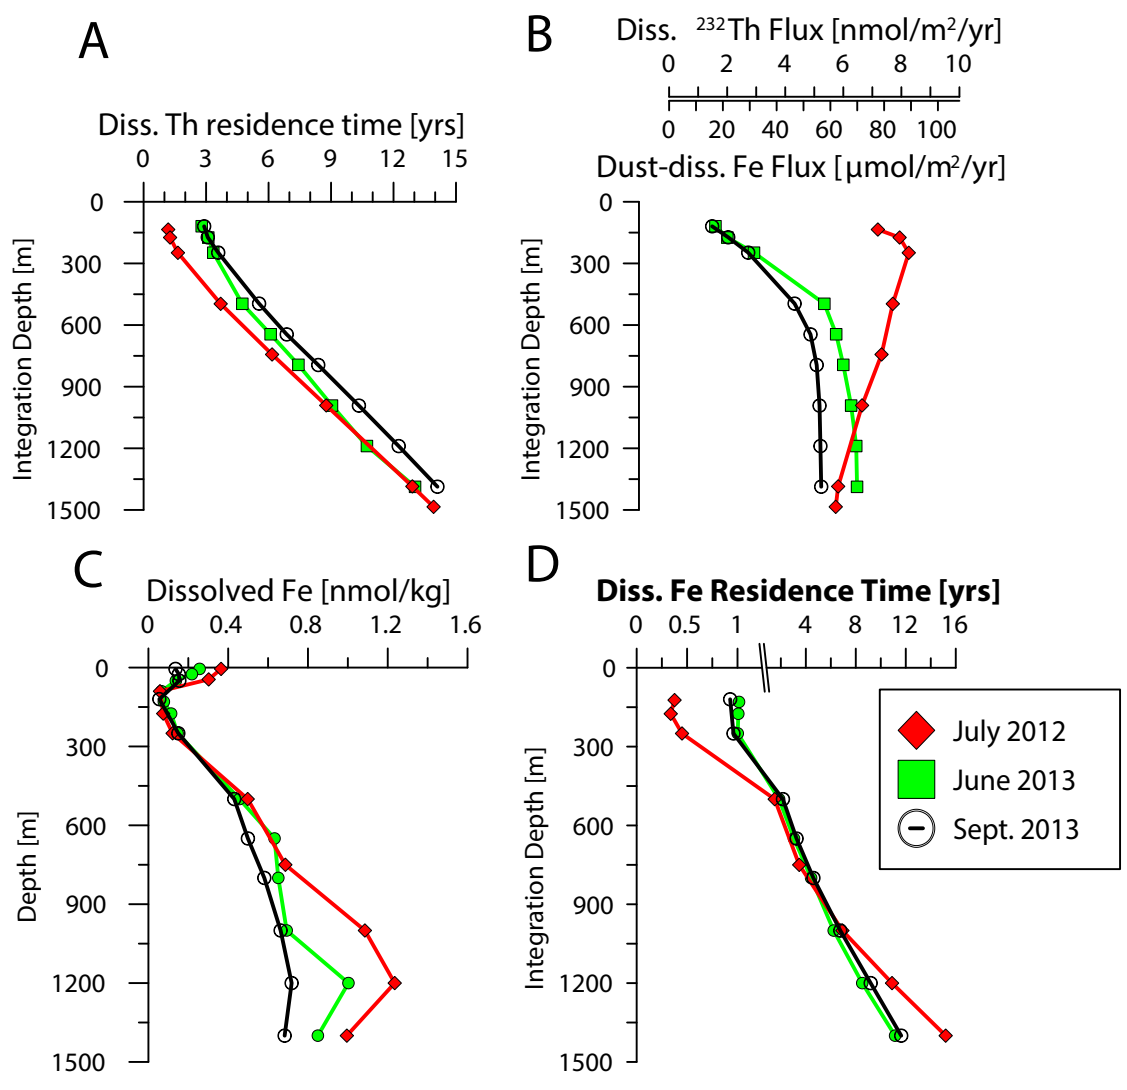 A
Diss. Th residence time [yrs]
0 3 6 9 12 15
0
300
600
900
1200
1500
Integration Depth [m]
B
Diss. ²³²Th Flux [nmol/m²/yr]
0 2 4 6 8 10
0 20 40 60 80 100
Dust-diss. Fe Flux [µmol/m²/yr]
0
300
600
900
1200
1500
Integration Depth [m]
C
Dissolved Fe [nmol/kg]
0 0.4 0.8 1.2 1.6
0
300
600
900
1200
1500
Depth [m]
D
Diss. Fe Residence Time [yrs]
0 0.5 1 4 8 12 16
0
300
600
900
1200
1500
Integration Depth [m]
July 2012
June 2013
Sept. 2013